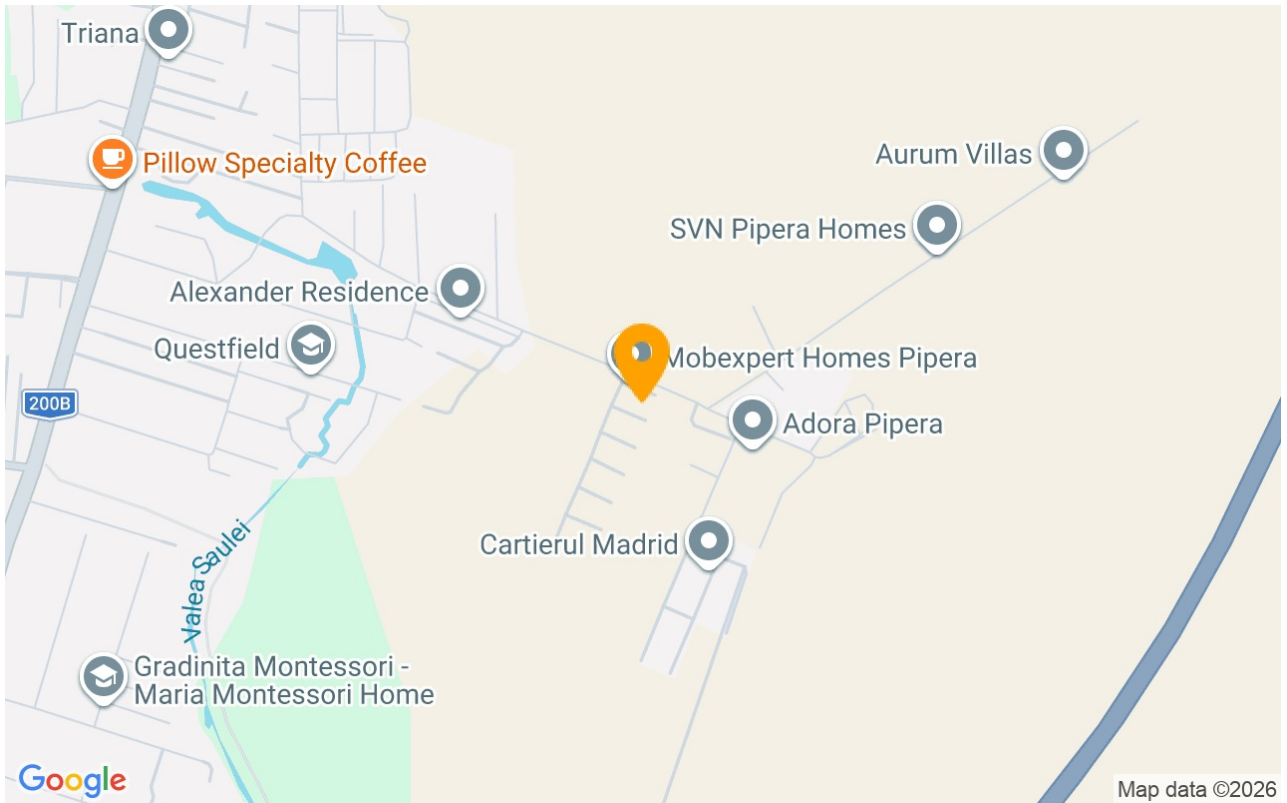 Triana
Pillow Specialty Coffee
Aurum Villas
SVN Pipera Homes
Alexander Residence
Questfield
Mobexpert Homes Pipera
200B
Adora Pipera
Cartierul Madrid
Valea Saulei
Gradinita Montessori -
Maria Montessori Home
Google
Map data ©2026